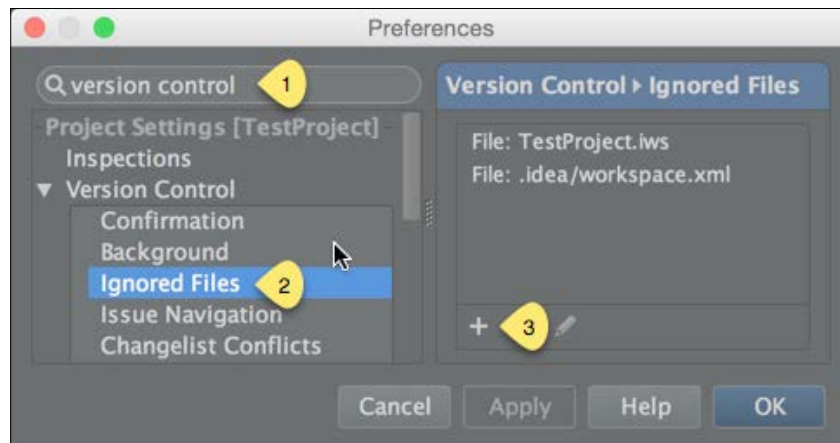 Preferences
version control
1
Project Settings [TestProject]
Inspections
Version Control
Confirmation
Background
Ignored Files
2
Issue Navigation
Changelist Conflicts
Version Control ▸ Ignored Files
File: TestProject.iws
File: .idea/workspace.xml
+
3
Cancel
Apply
Help
OK